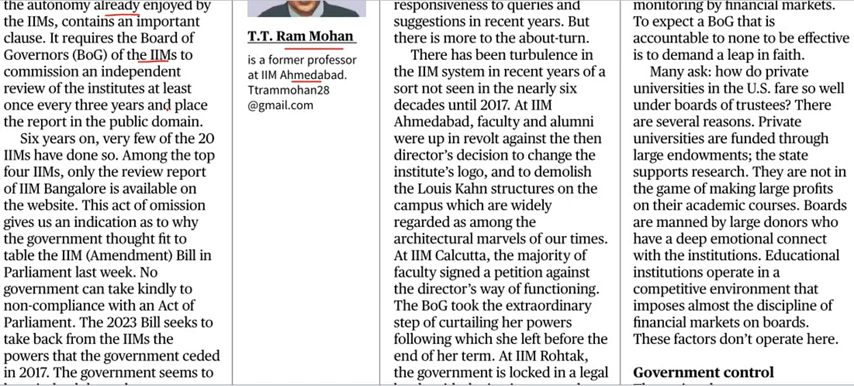 the autonomy already enjoyed by
the IIMs, contains an important
clause. It requires the Board of
Governors (BoG) of the IIMs to
commission an independent
review of the institutes at least
once every three years and place
the report in the public domain.
Six years on, very few of the 20
IIMs have done so. Among the top
four IIMs, only the review report
of IIM Bangalore is available on
the website. This act of omission
gives us an indication as to why
the government thought fit to
table the IIM (Amendment) Bill in
Parliament last week. No
government can take kindly to
non-compliance with an Act of
Parliament. The 2023 Bill seeks to
take back from the IIMs the
powers that the government ceded
in 2017. The government seems to
T.T. Ram Mohan
is a former professor
at IIM Ahmedabad.
Ttrammohan28
@gmail.com
responsiveness to queries and
suggestions in recent years. But
there is more to the about-turn.
There has been turbulence in
the IIM system in recent years of a
sort not seen in the nearly six
decades until 2017. At IIM
Ahmedabad, faculty and alumni
were up in revolt against the then
director's decision to change the
institute's logo, and to demolish
the Louis Kahn structures on the
campus which are widely
regarded as among the
architectural marvels of our times.
At IIM Calcutta, the majority of
faculty signed a petition against
the director's way of functioning.
The BoG took the extraordinary
step of curtailing her powers
following which she left before the
end of her term. At IIM Rohtak,
the government is locked in a legal
monitoring by financial markets.
To expect a BoG that is
accountable to none to be effective
is to demand a leap in faith.
Many ask: how do private
universities in the U.S. fare so well
under boards of trustees? There
are several reasons. Private
universities are funded through
large endowments; the state
supports research. They are not in
the game of making large profits
on their academic courses. Boards
are manned by large donors who
have a deep emotional connect
with the institutions. Educational
institutions operate in a
competitive environment that
imposes almost the discipline of
financial markets on boards.
These factors don't operate here.
Government control